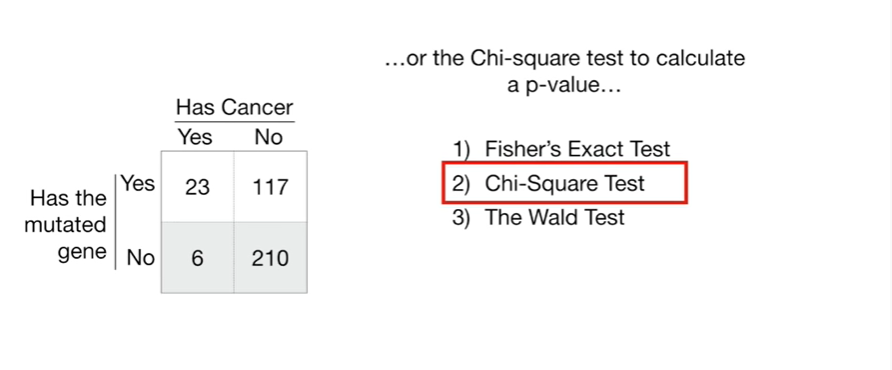 …or the Chi-square test to calculate
a p-value…
Has Cancer
Yes No
Has the
mutated
gene
Yes 23 117
No 6 210
1) Fisher’s Exact Test
2) Chi-Square Test
3) The Wald Test